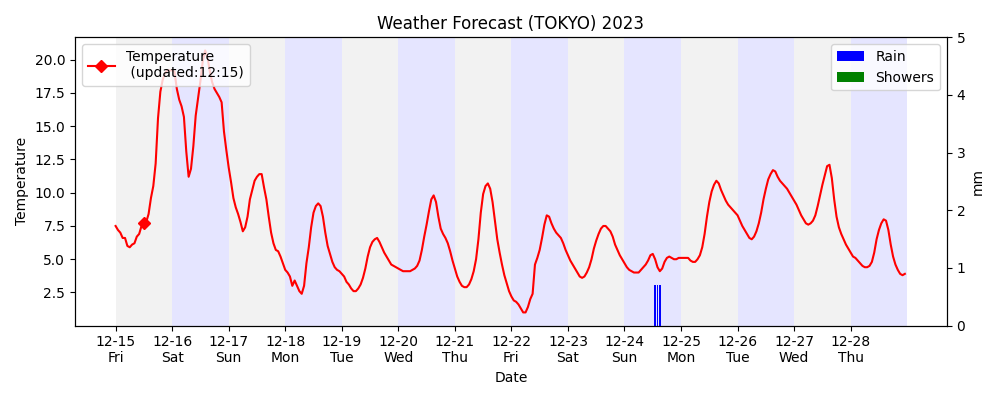 Weather Forecast (TOKYO) 2023
Temperature
(updated:12:15)
Rain
Showers
Temperature
20.0
17.5
15.0
12.5
10.0
7.5
5.0
2.5
5
4
3
2
1
0
mm
12-15 12-16 12-17 12-18 12-19 12-20 12-21 12-22 12-23 12-24 12-25 12-26 12-27 12-28
Fri Sat Sun Mon Tue Wed Thu Fri Sat Sun Mon Tue Wed Thu
Date